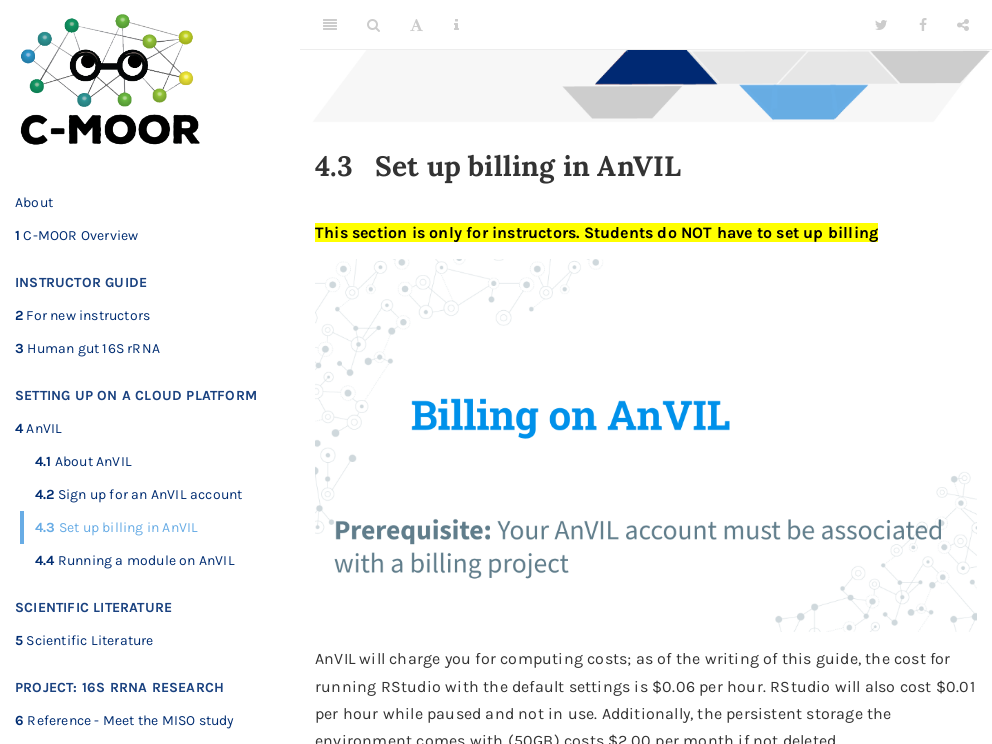 C-MOOR
About
1 C-MOOR Overview
INSTRUCTOR GUIDE
2 For new instructors
3 Human gut 16S rRNA
SETTING UP ON A CLOUD PLATFORM
4 AnVIL
4.1 About AnVIL
4.2 Sign up for an AnVIL account
4.3 Set up billing in AnVIL
4.4 Running a module on AnVIL
SCIENTIFIC LITERATURE
5 Scientific Literature
PROJECT: 16S RRNA RESEARCH
6 Reference - Meet the MISO study
4.3 Set up billing in AnVIL
This section is only for instructors. Students do NOT have to set up billing
Billing on AnVIL
Prerequisite: Your AnVIL account must be associated
with a billing project
AnVIL will charge you for computing costs; as of the writing of this guide, the cost for
running RStudio with the default settings is $0.06 per hour. RStudio will also cost $0.01
per hour while paused and not in use. Additionally, the persistent storage the
environment comes with (50GB) costs $2.00 per month if not deleted.